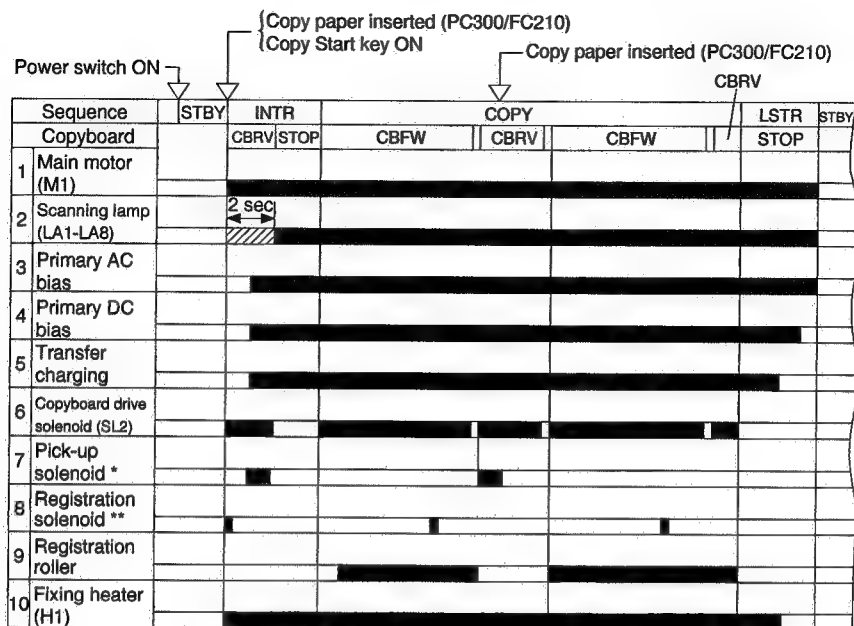 Copy paper inserted (PC300/FC210)
Copy Start key ON
Copy paper inserted (PC300/FC210)
Power switch ON
CBRV
Sequence STBY INTR COPY LSTR STBY
Copyboard CBRV STOP CBFW CBRV CBFW STOP
1 Main motor
(M1)
2 sec
2 Scanning lamp
(LA1-LA8)
3 Primary AC
bias
4 Primary DC
bias
5 Transfer
charging
6 Copyboard drive
solenoid (SL2)
7 Pick-up
solenoid *
8 Registration
solenoid **
9 Registration
roller
10 Fixing heater
(H1)